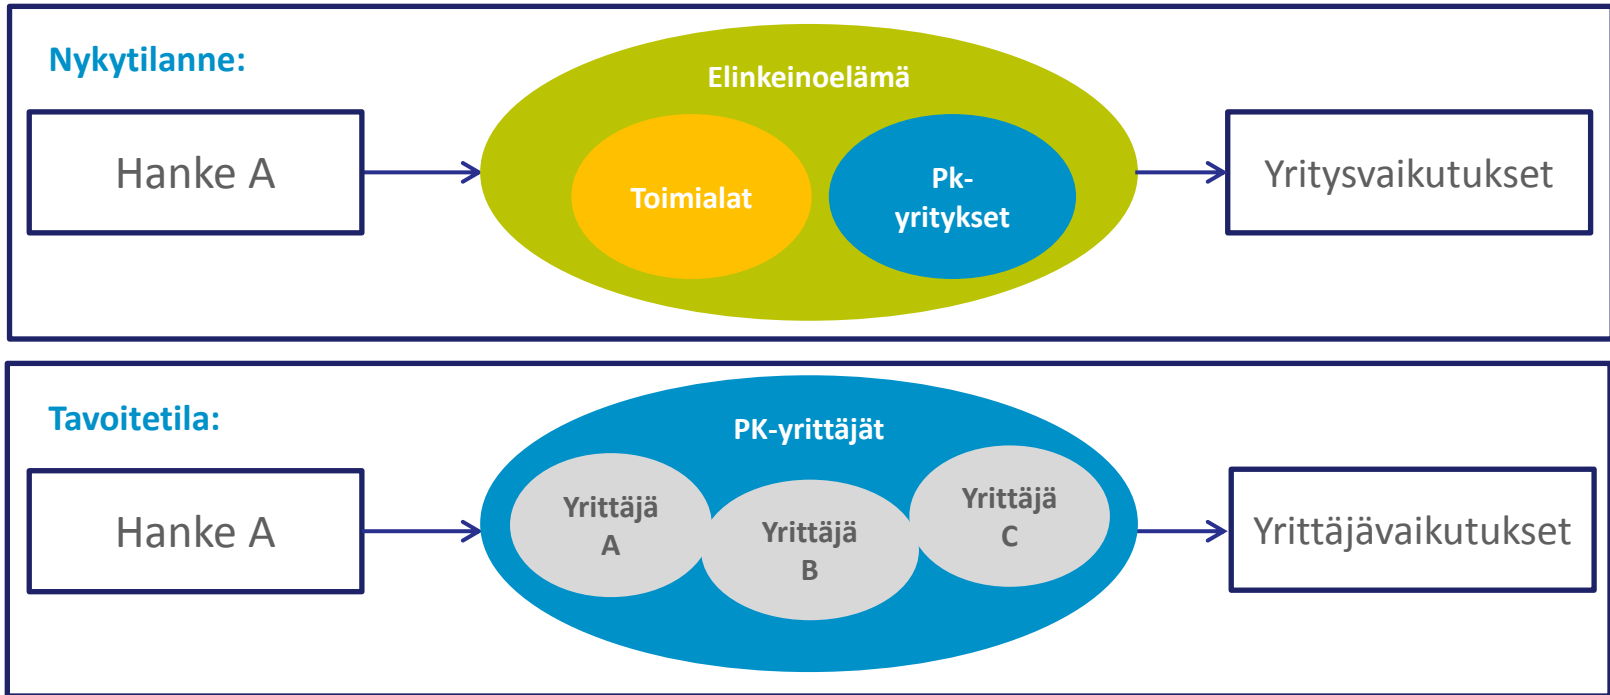 Nykytilanne:
Elinkeinoelämä
Hanke A
Toimialat
Pk-
yritykset
Yritysvaikutukset
Tavoitetila:
PK-yrittäjät
Hanke A
Yrittäjä
A
Yrittäjä
B
Yrittäjä
C
Yrittäjävaikutukset